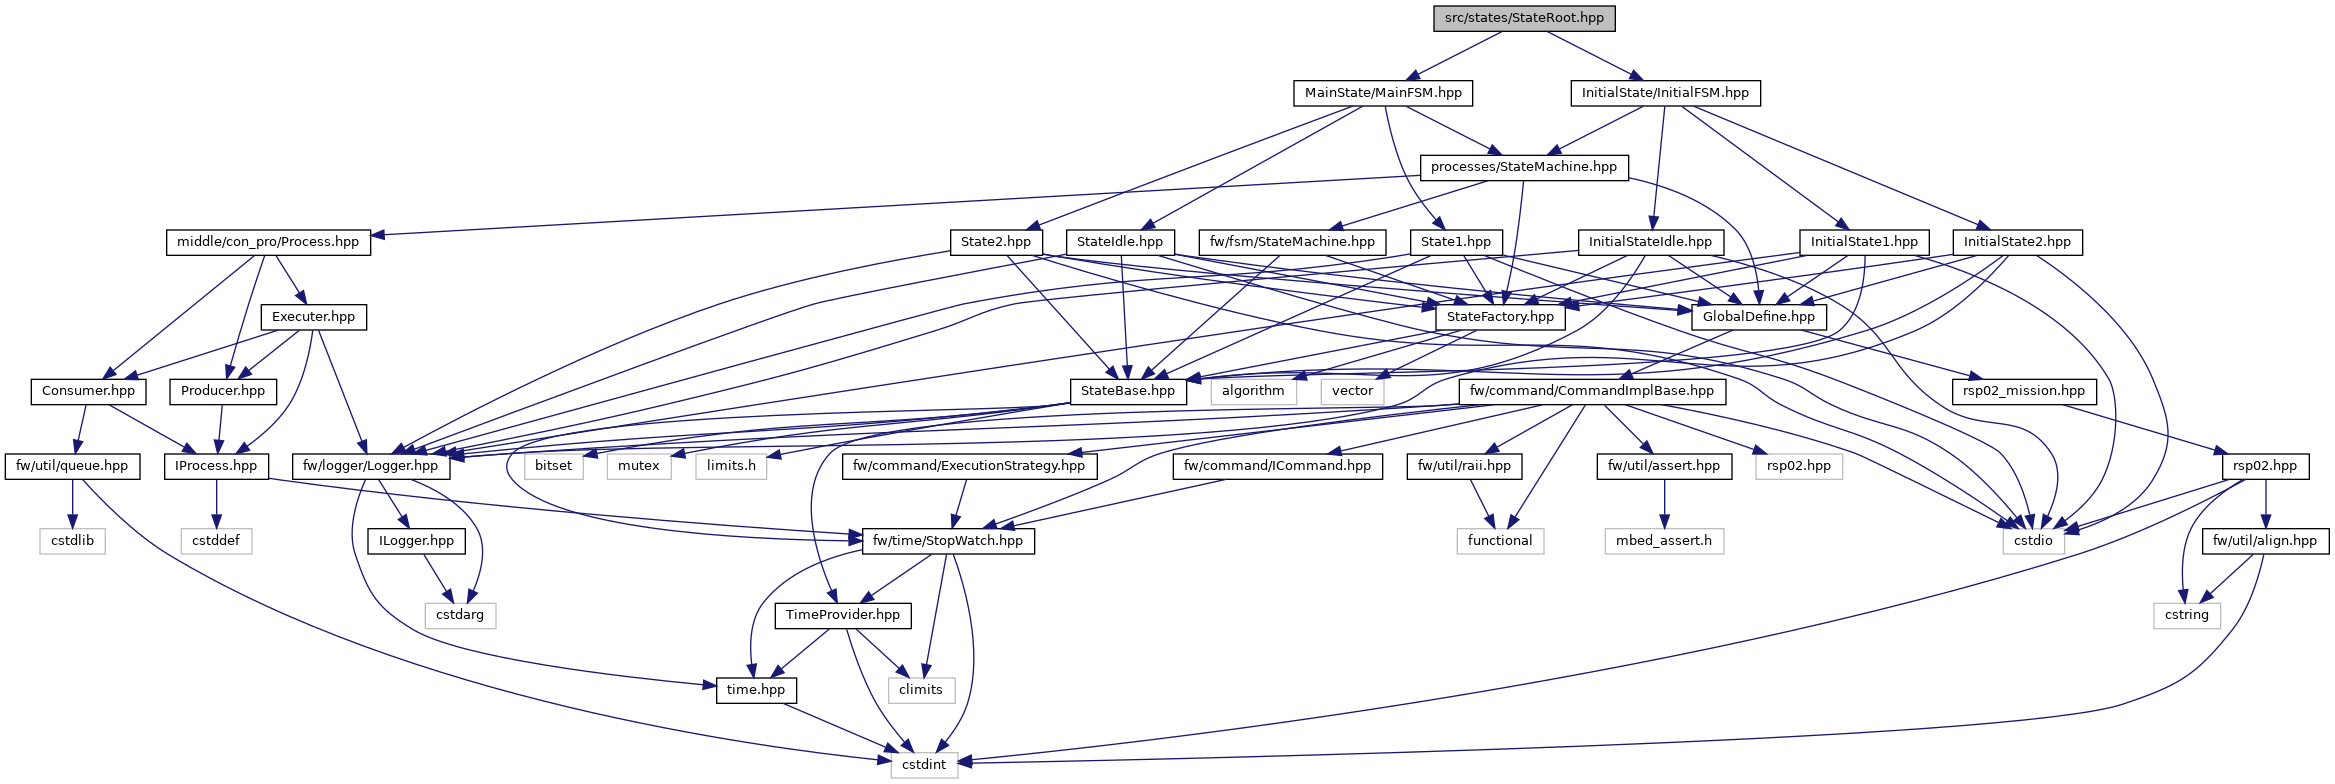 src/states/StateRoot.hpp
MainState/MainFSM.hpp
InitialState/InitialFSM.hpp
processes/StateMachine.hpp
middle/con_pro/Process.hpp
State2.hpp
StateIdle.hpp
fw/fsm/StateMachine.hpp
State1.hpp
InitialStateIdle.hpp
InitialState1.hpp
InitialState2.hpp
Executer.hpp
StateFactory.hpp
GlobalDefine.hpp
Consumer.hpp
Producer.hpp
StateBase.hpp
algorithm
vector
fw/command/CommandImplBase.hpp
rsp02_mission.hpp
fw/util/queue.hpp
IProcess.hpp
fw/logger/Logger.hpp
bitset
mutex
limits.h
fw/command/ExecutionStrategy.hpp
fw/command/ICommand.hpp
fw/util/raii.hpp
fw/util/assert.hpp
rsp02.hpp
rsp02.hpp
cstdlib
cstddef
ILogger.hpp
fw/time/StopWatch.hpp
functional
mbed_assert.h
cstdio
fw/util/align.hpp
cstdarg
TimeProvider.hpp
cstring
time.hpp
climits
cstdint